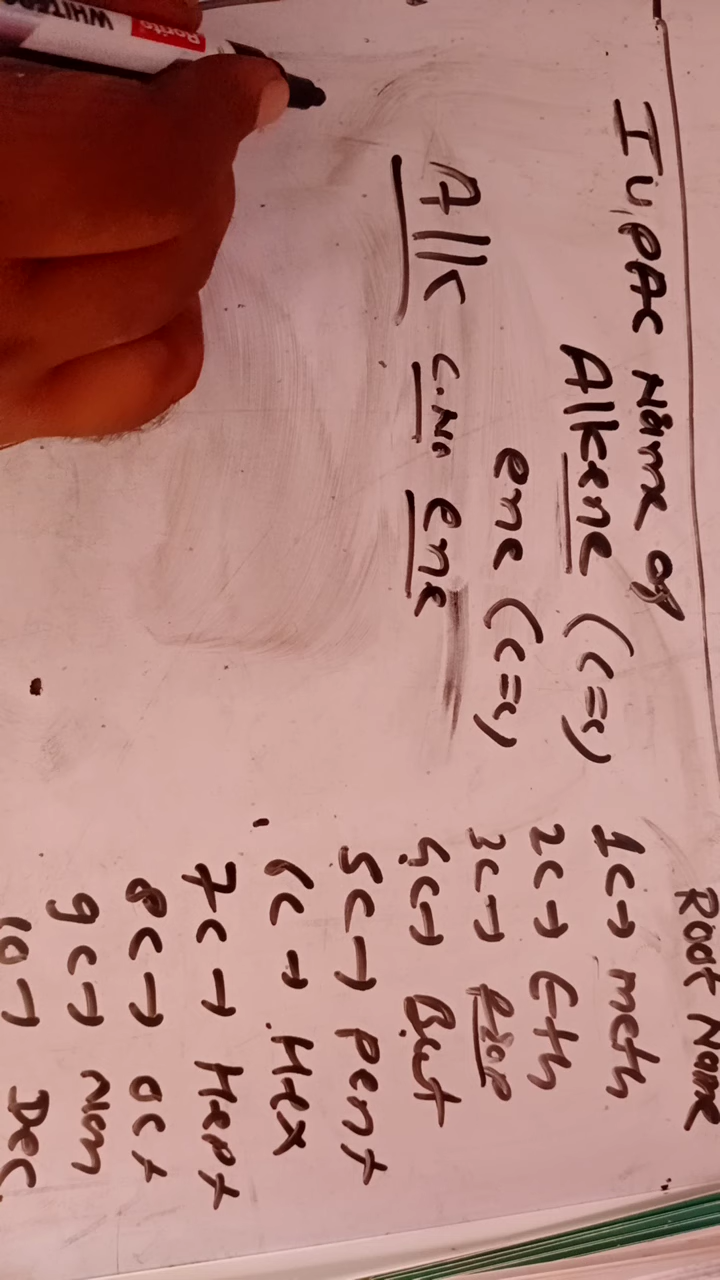 IUPAC Name of
Alkene (C=C)
ene (C=C)
Alk C.No ene
Root Name
1C → meth
2C → Eth
3C → Prop
4C → But
5C → Pent
6C → Hex
7C → Hept
8C → oct
9C → Non
10 → Dec
WHITEBO